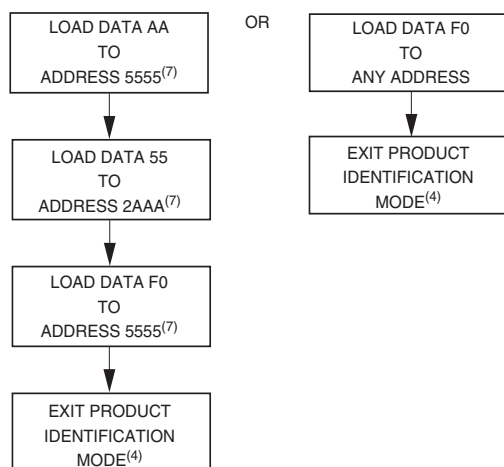 LOAD DATA AA
TO
ADDRESS 5555(7)
LOAD DATA 55
TO
ADDRESS 2AAA(7)
LOAD DATA F0
TO
ADDRESS 5555(7)
EXIT PRODUCT
IDENTIFICATION
MODE(4)
OR
LOAD DATA F0
TO
ANY ADDRESS
EXIT PRODUCT
IDENTIFICATION
MODE(4)